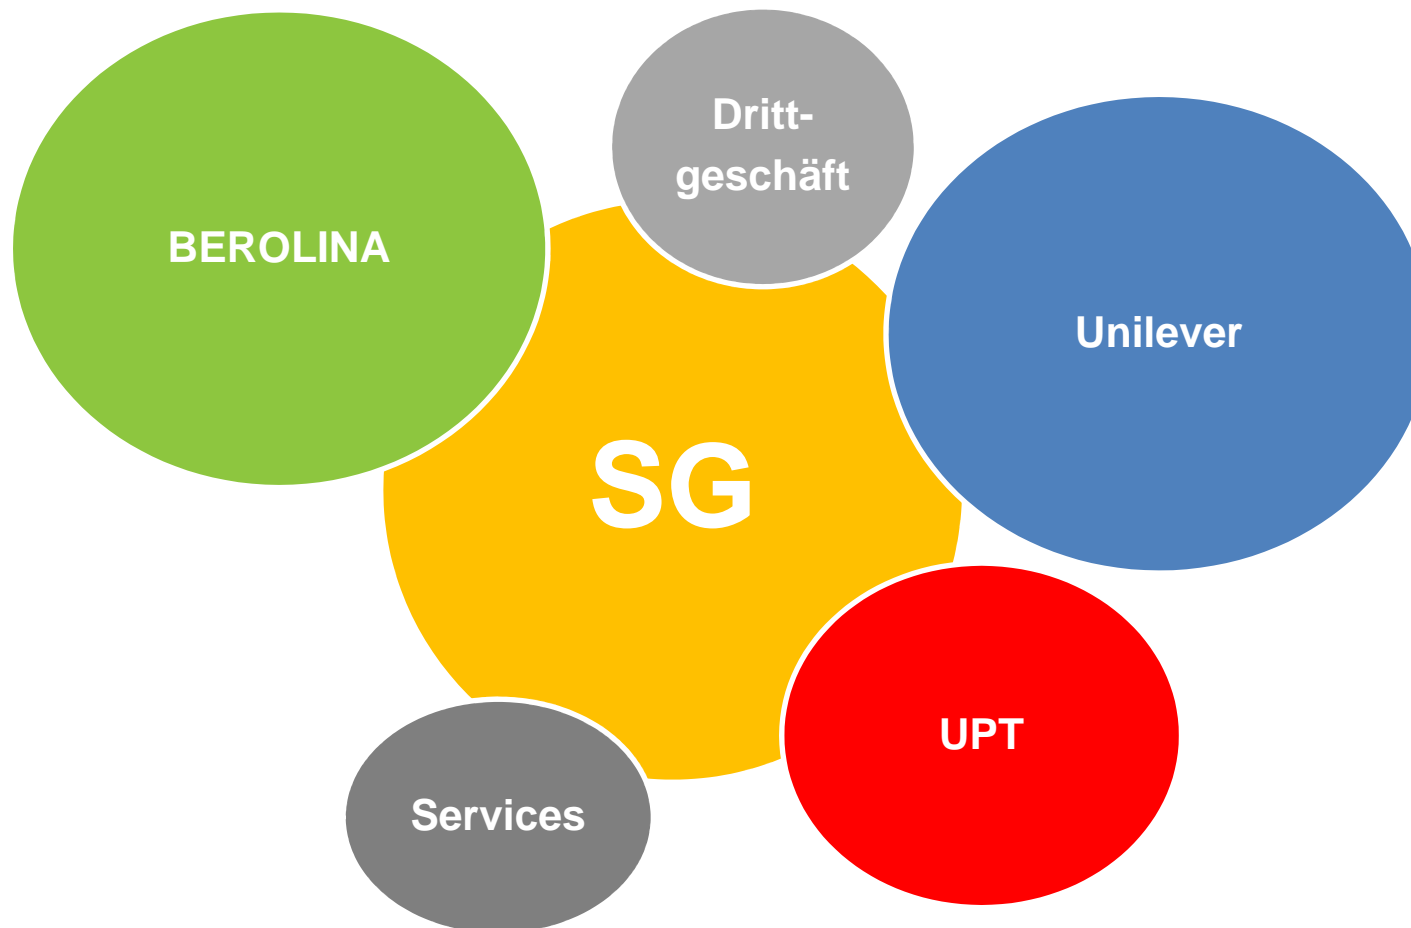 Dritt-
geschäft
BEROLINA
Unilever
SG
UPT
Services